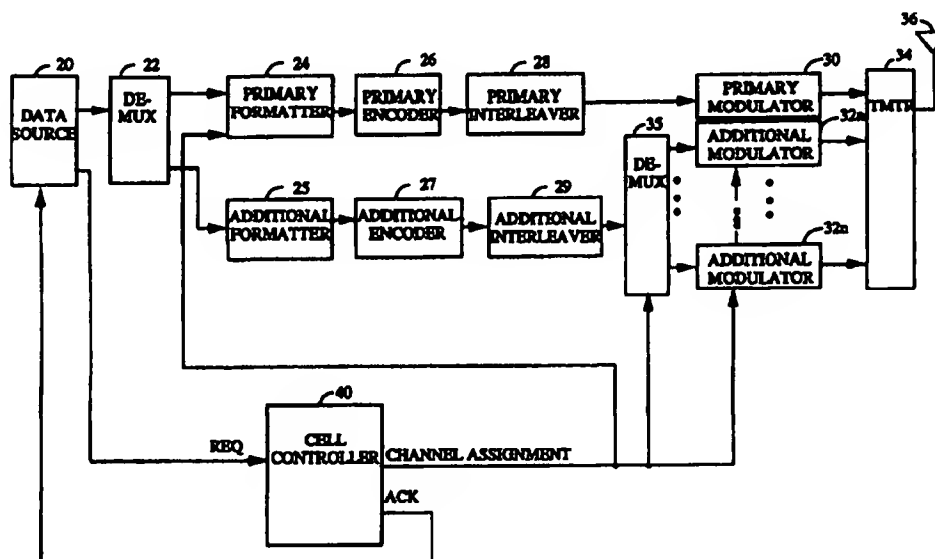 36
20
22
24
26
28
30
34
DATA
SOURCE
DE-
MUX
PRIMARY
FORMATTER
PRIMARY
ENCODER
PRIMARY
INTERLEAVER
PRIMARY
MODULATOR
TMTR
32a
35
DE-
MUX
ADDITIONAL
MODULATOR
25
27
29
ADDITIONAL
FORMATTER
ADDITIONAL
ENCODER
ADDITIONAL
INTERLEAVER
32n
ADDITIONAL
MODULATOR
40
REQ
CELL
CONTROLLER
CHANNEL ASSIGNMENT
ACK